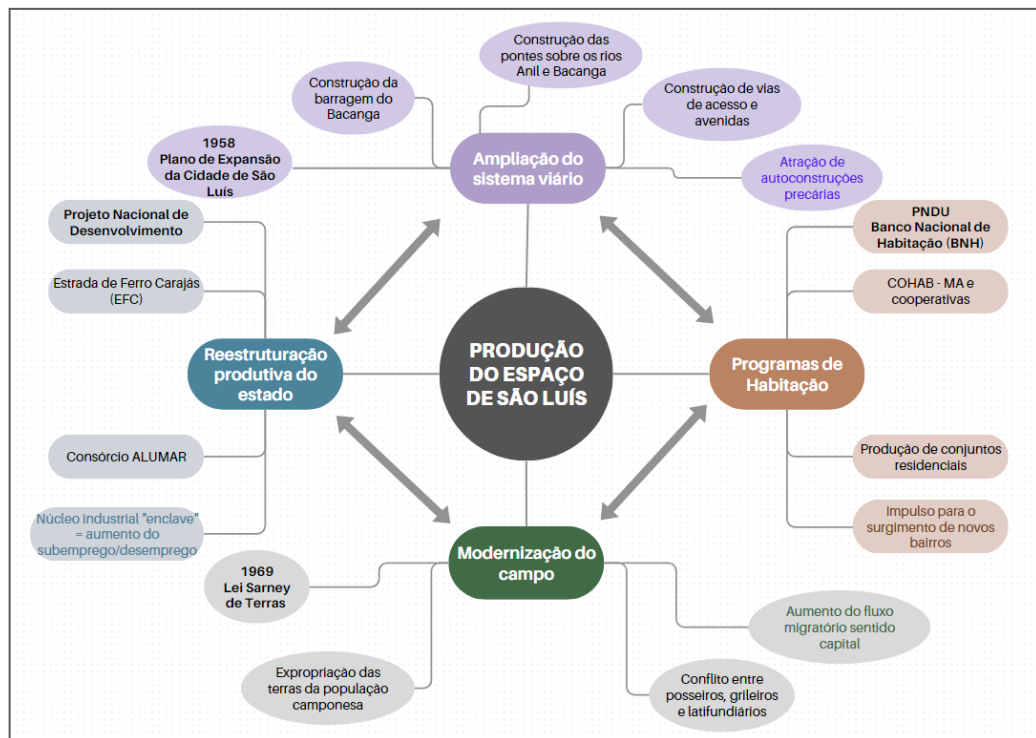 Construção das
pontes sobre os rios
Anil e Bacanga
Construção da
barragem do
Bacanga
Construção de vias
de acesso e
avenidas
1958
Plano de Expansão
da Cidade de São
Luís
Ampliação do
sistema viário
Atração de
autoconstruções
precárias
Projeto Nacional de
Desenvolvimento
PNDU
Banco Nacional de
Habitação (BNH)
Estrada de Ferro Carajás
(EFC)
COHAB - MA e
cooperativas
Reestruturação
produtiva do
estado
PRODUÇÃO
DO ESPAÇO
DE SÃO LUÍS
Programas de
Habitação
Consórcio ALUMAR
Produção de conjuntos
residenciais
Núcleo industrial "enclave"
= aumento do
subemprego/desemprego
Impulso para o
surgimento de novos
bairros
Modernização do
campo
1969
Lei Sarney
de Terras
Aumento do fluxo
migratório sentido
capital
Expropriação das
terras da população
camponesa
Conflito entre
posseiros, grileiros
e latifundiários